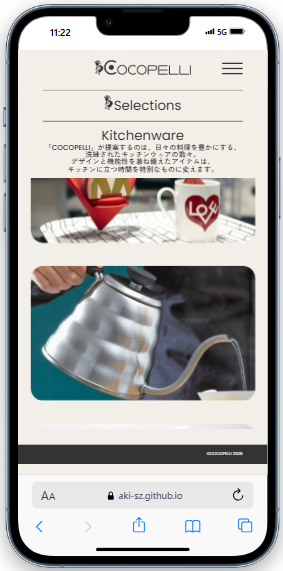 11:22
5G
COCOPELLI
Selections
Kitchenware
「COCOPELLI」が提案するのは、日々の料理を豊かにする、
洗練されたキッチンウェアの数々。
デザインと機能性を兼ね備えたアイテムは、
キッチンに立つ時間を特別なものに変えます。
LOVE
©COCOPELLI 2025
AA
aki-sz.github.io